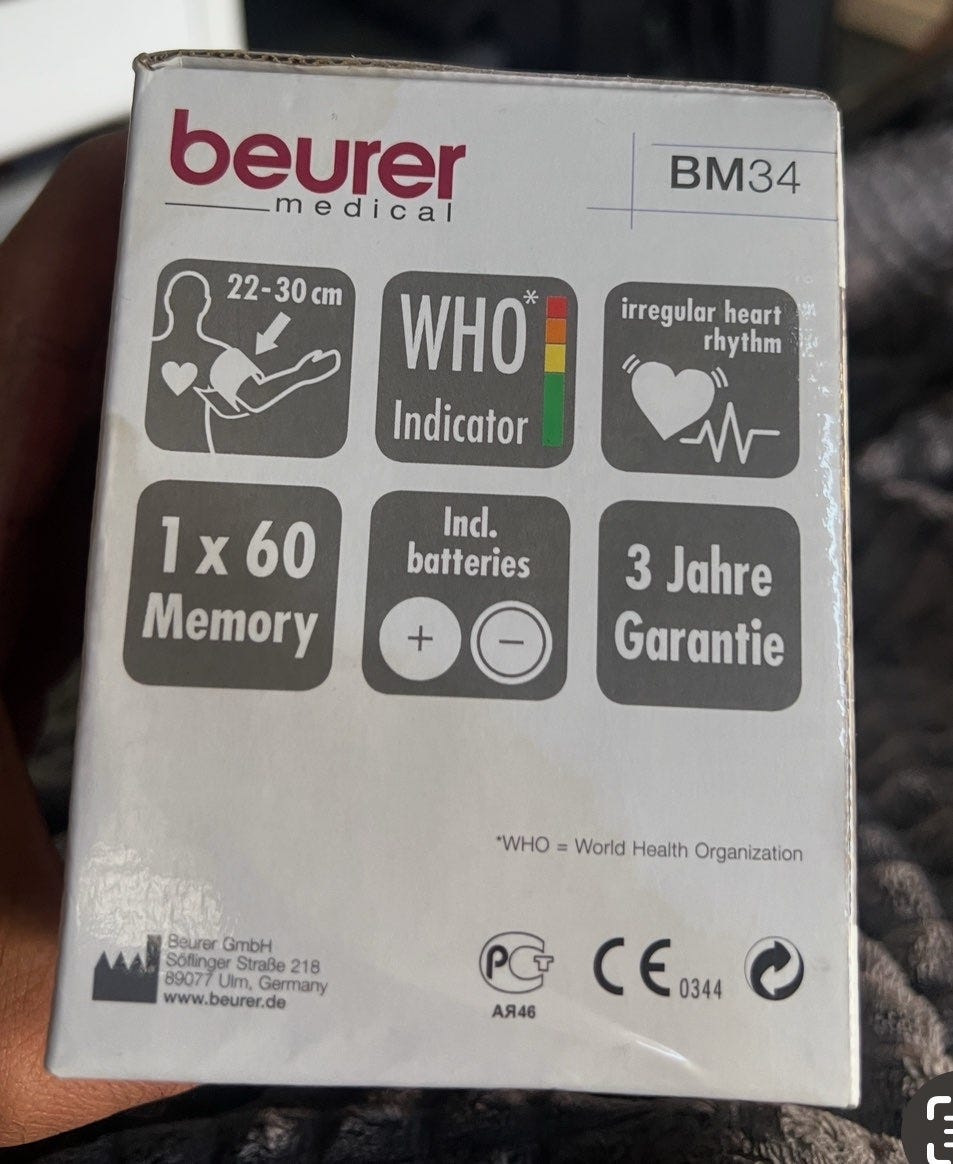 beurer
medical
BM34
22-30 cm
WHO*
Indicator
irregular heart
rhythm
1 x 60
Memory
Incl.
batteries
+ −
3 Jahre
Garantie
*WHO = World Health Organization
Beurer GmbH
Söflinger Straße 218
89077 Ulm, Germany
www.beurer.de
РСТ
АЯ46
CE 0344